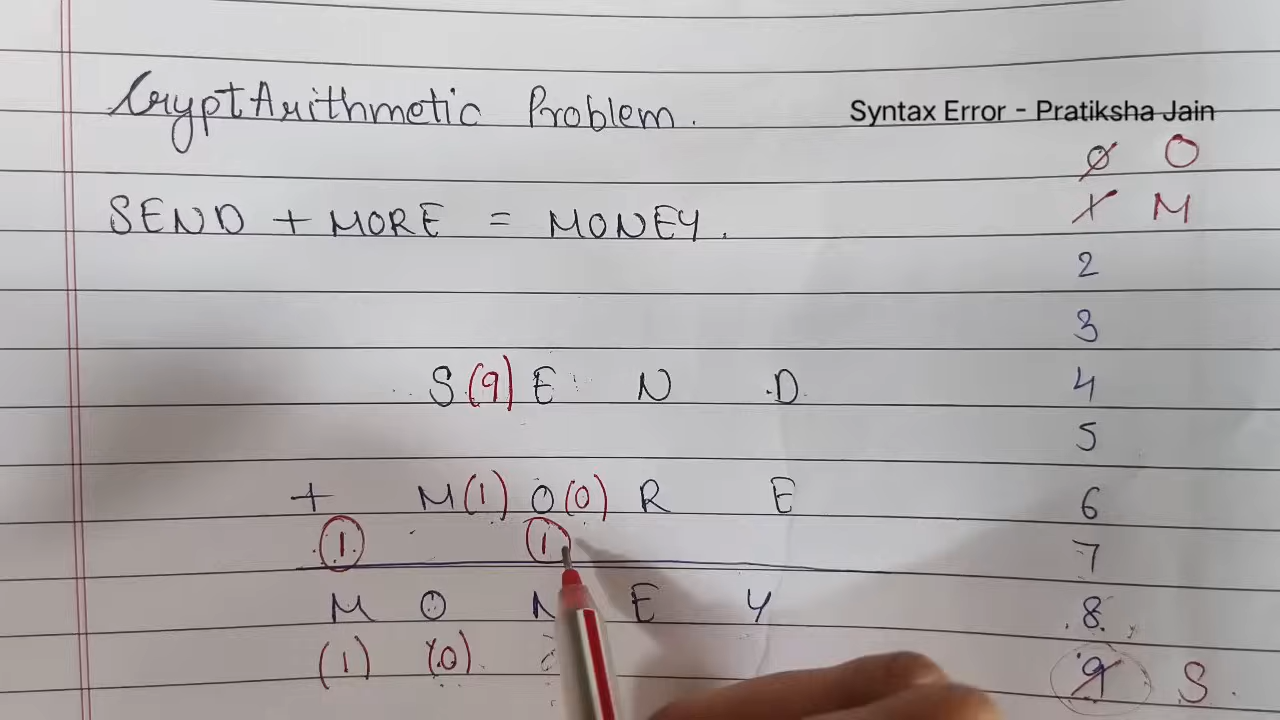 CryptArithmetic Problem.
Syntax Error - Pratiksha Jain
0 O
SEND + MORE = MONEY.
1 M
2
3
S (9) E N D
4
5
+ M (1) O (0) R E
6
1 1
7
M O N E Y
8
(1) (0)
9 S